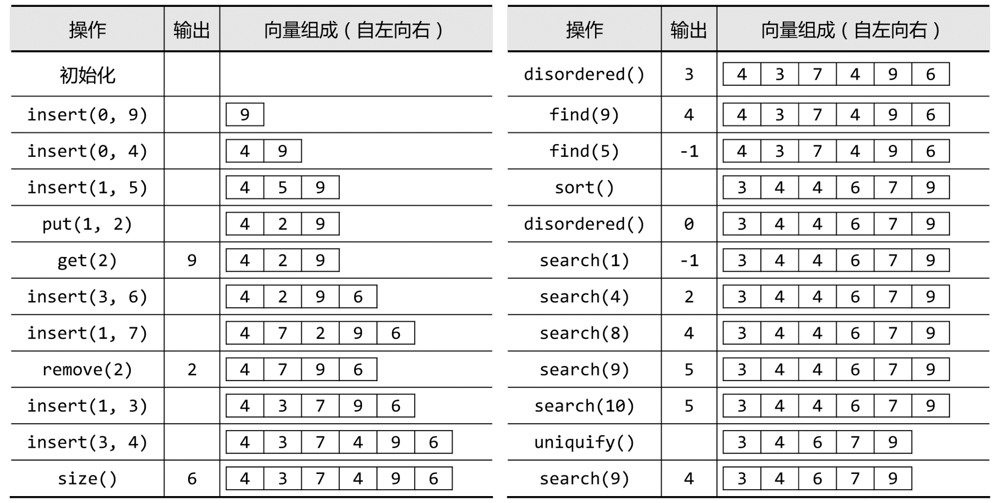 操作 输出 向量组成(自左向右)
初始化
insert(0, 9) 9
insert(0, 4) 4 9
insert(1, 5) 4 5 9
put(1, 2) 4 2 9
get(2) 9 4 2 9
insert(3, 6) 4 2 9 6
insert(1, 7) 4 7 2 9 6
remove(2) 2 4 7 9 6
insert(1, 3) 4 3 7 9 6
insert(3, 4) 4 3 7 4 9 6
size() 6 4 3 7 4 9 6
操作 输出 向量组成(自左向右)
disordered() 3 4 3 7 4 9 6
find(9) 4 4 3 7 4 9 6
find(5) -1 4 3 7 4 9 6
sort() 3 4 4 6 7 9
disordered() 0 3 4 4 6 7 9
search(1) -1 3 4 4 6 7 9
search(4) 2 3 4 4 6 7 9
search(8) 4 3 4 4 6 7 9
search(9) 5 3 4 4 6 7 9
search(10) 5 3 4 4 6 7 9
uniquify() 3 4 6 7 9
search(9) 4 3 4 6 7 9